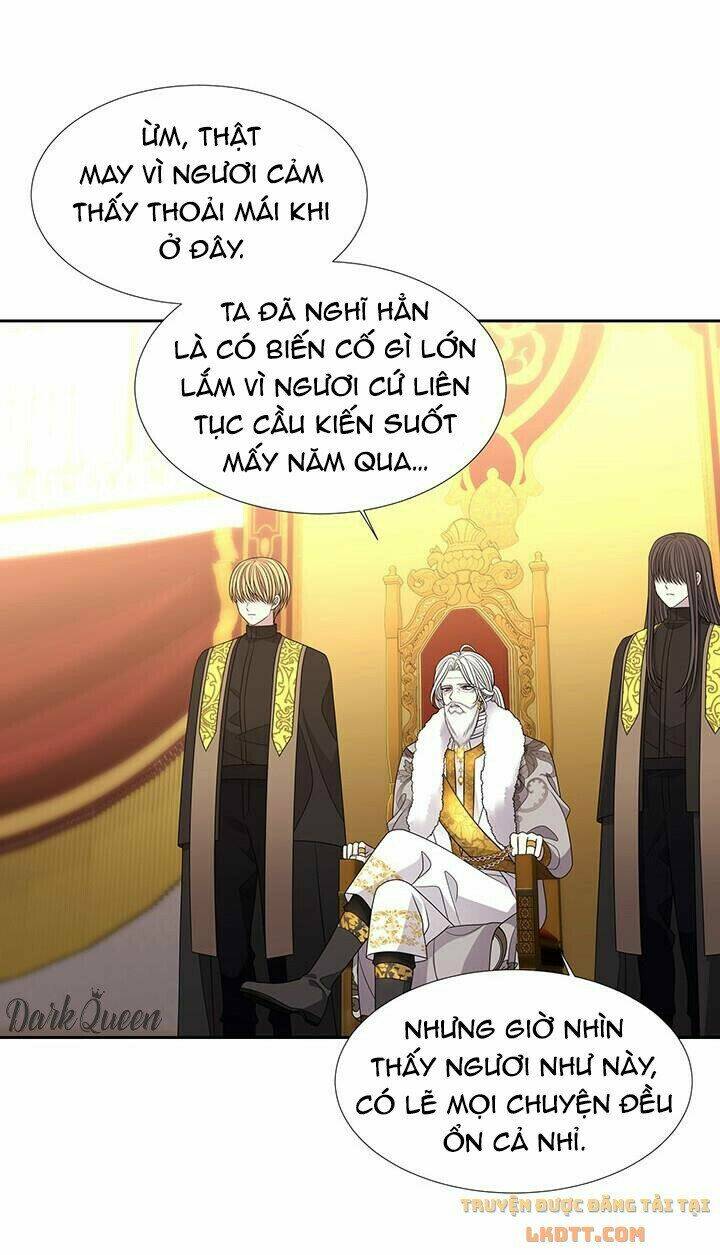 ỪM, THẬT
MAY VÌ NGƯƠI CẢM
THẤY THOẢI MÁI KHI
Ở ĐÂY.
TA ĐÃ NGHĨ HẲN
LÀ CÓ BIẾN CỐ GÌ LỚN
LẮM VÌ NGƯƠI CỨ LIÊN
TỤC CẦU KIẾN SUỐT
MẤY NĂM QUA...
DarkQueen
NHƯNG GIỜ NHÌN
THẤY NGƯƠI NHƯ NÀY,
CÓ LẼ MỌI CHUYỆN ĐỀU
ỔN CẢ NHỈ.
TRUYỆN ĐƯỢC ĐĂNG TẢI TẠI
LKDTT.COM